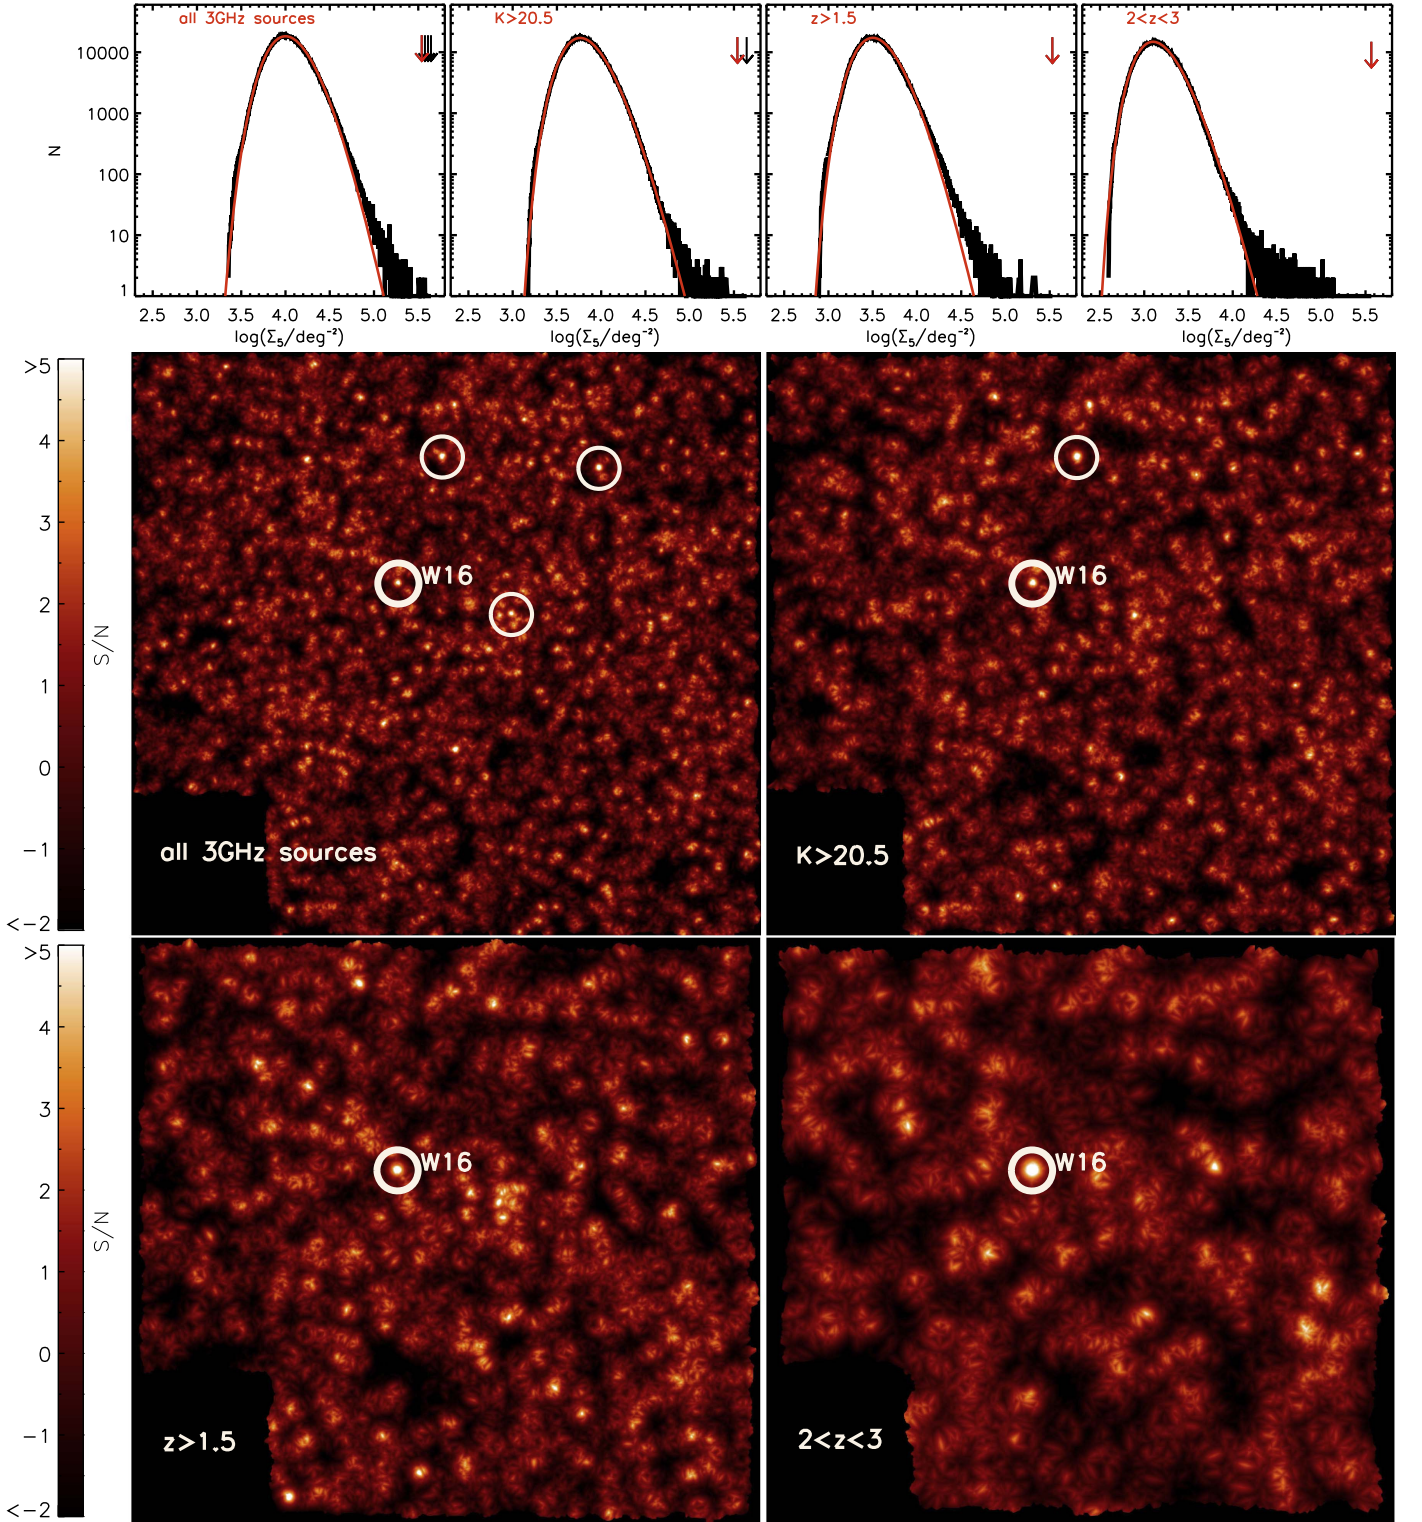 all 3GHz sources K>20.5 z>1.5 2<z<3
N
10000
1000
100
10
1
2.5 3.0 3.5 4.0 4.5 5.0 5.5 2.5 3.0 3.5 4.0 4.5 5.0 5.5 2.5 3.0 3.5 4.0 4.5 5.0 5.5 2.5 3.0 3.5 4.0 4.5 5.0 5.5
log(Σ₅/deg⁻²) log(Σ₅/deg⁻²) log(Σ₅/deg⁻²) log(Σ₅/deg⁻²)
>5
4
3
2
1
0
−1
<−2
S/N
W16
all 3GHz sources
W16
K>20.5
>5
4
3
2
1
0
−1
<−2
S/N
W16
z>1.5
W16
2<z<3